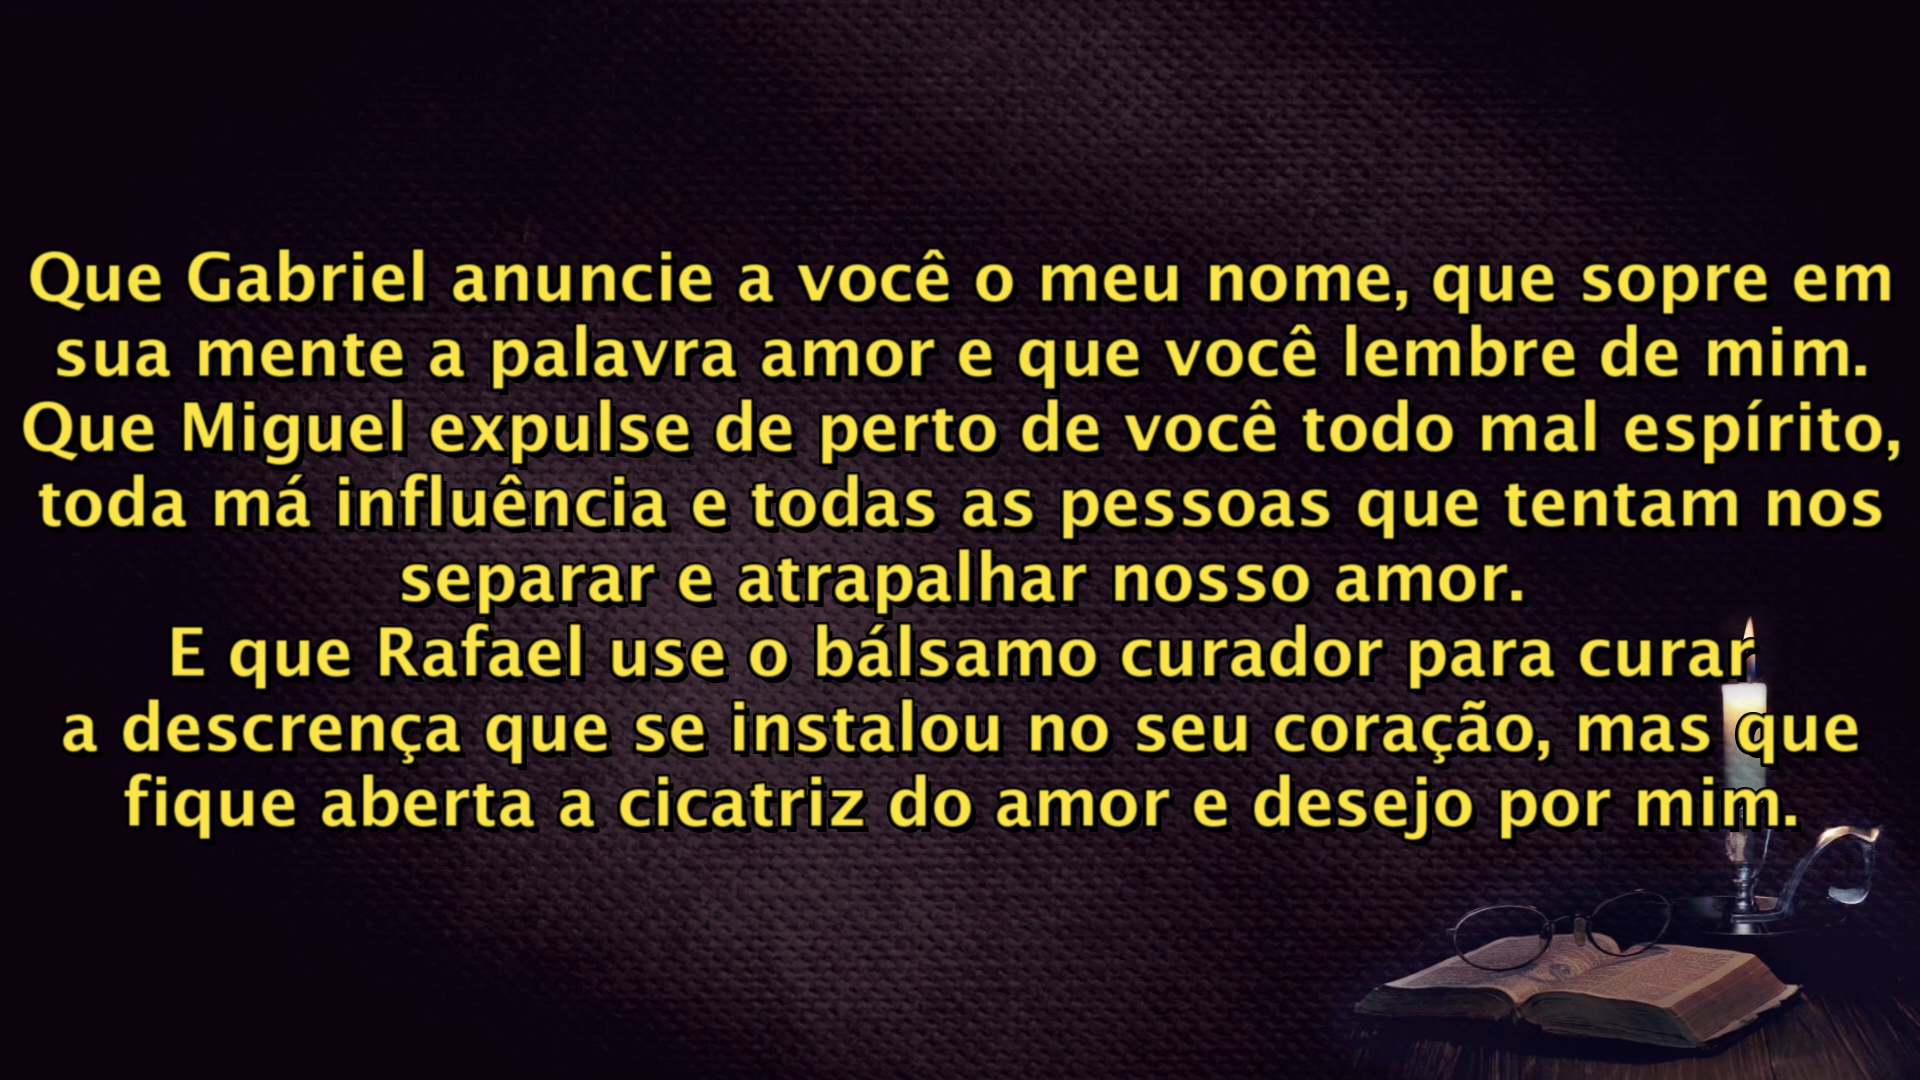 Que Gabriel anuncie a você o meu nome, que sopre em
sua mente a palavra amor e que você lembre de mim.
Que Miguel expulse de perto de você todo mal espírito,
toda má influência e todas as pessoas que tentam nos
separar e atrapalhar nosso amor.
E que Rafael use o bálsamo curador para curar
a descrença que se instalou no seu coração, mas que
fique aberta a cicatriz do amor e desejo por mim.